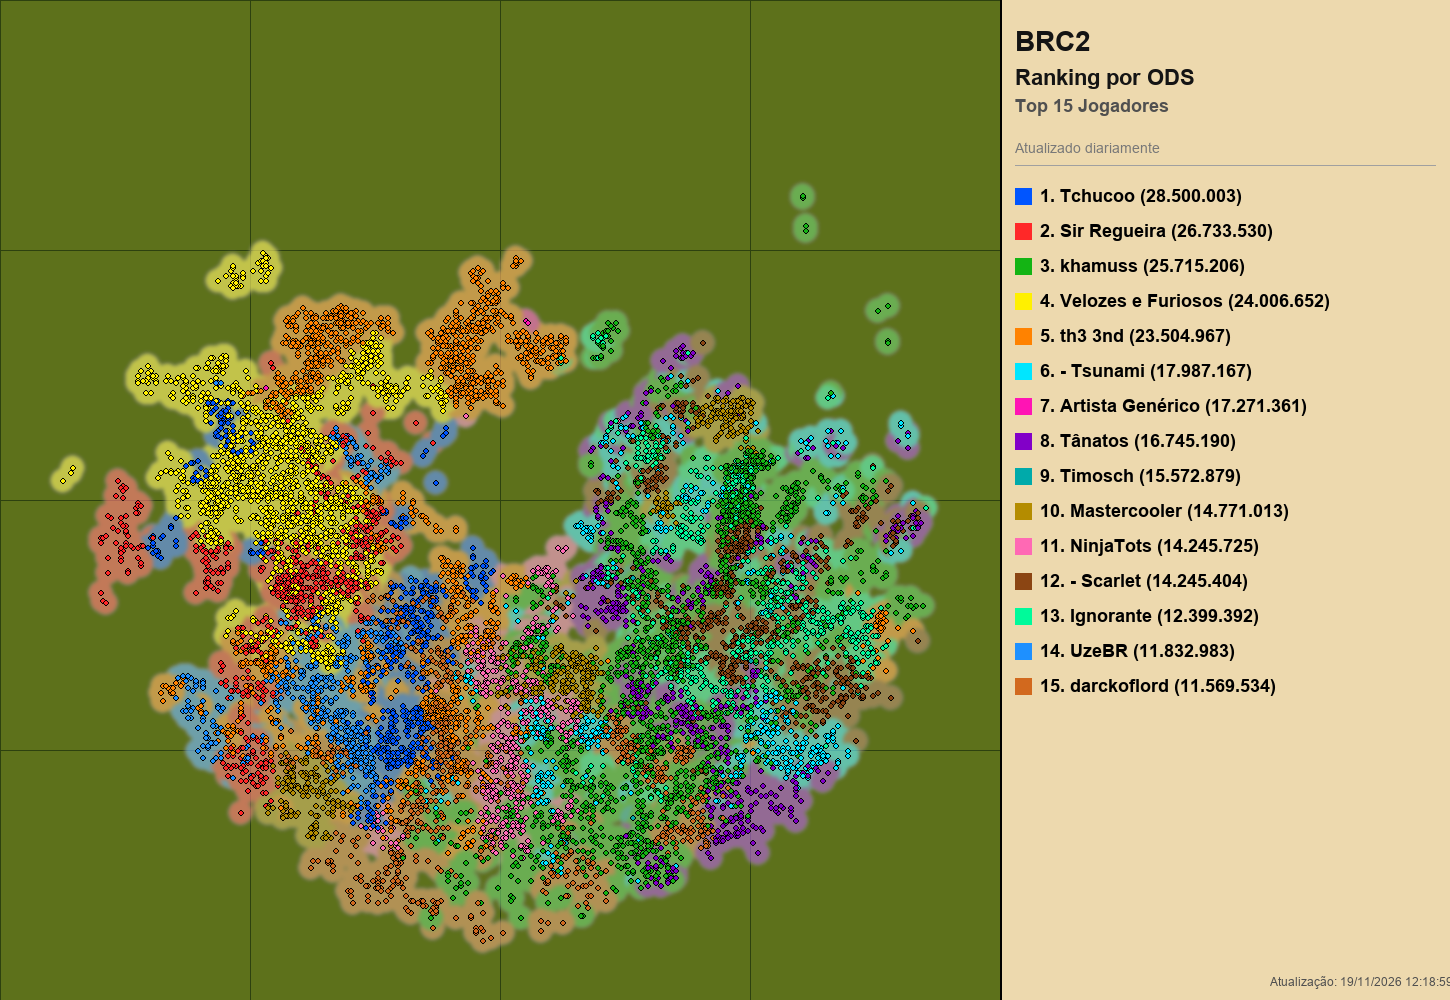 BRC2
Ranking por ODS
Top 15 Jogadores
Atualizado diariamente
1. Tchucoo (28.500.003)
2. Sir Regueira (26.733.530)
3. khamuss (25.715.206)
4. Velozes e Furiosos (24.006.652)
5. th3 3nd (23.504.967)
6. - Tsunami (17.987.167)
7. Artista Genérico (17.271.361)
8. Tânatos (16.745.190)
9. Timosch (15.572.879)
10. Mastercooler (14.771.013)
11. NinjaTots (14.245.725)
12. - Scarlet (14.245.404)
13. Ignorante (12.399.392)
14. UzeBR (11.832.983)
15. darckoflord (11.569.534)
Atualização: 19/11/2026 12:18:59